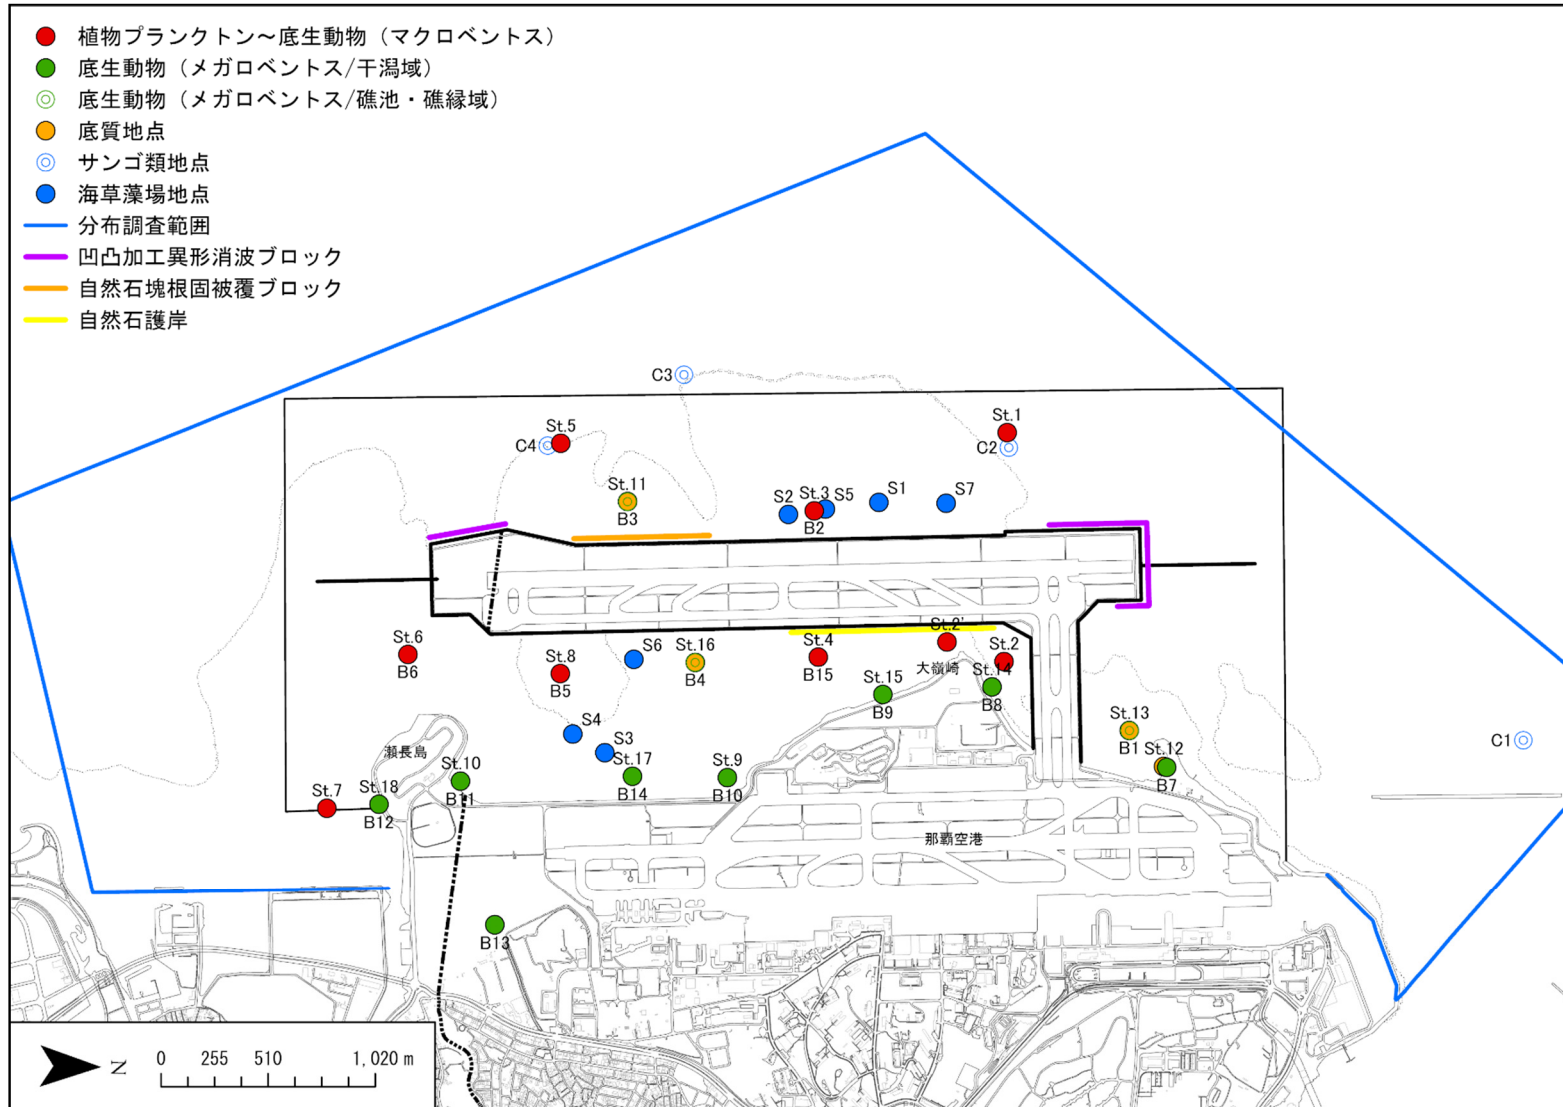 植物プランクトン～底生動物（マクロベントス）
底生動物（メガロベントス/干潟域）
底生動物（メガロベントス/礁池・礁縁域）
底質地点
サンゴ類地点
海草藻場地点
分布調査範囲
凹凸加工異形消波ブロック
自然石塊根固被覆ブロック
自然石護岸
C3
St.1
C2
St.5
C4
St.11
B3
S2
St.3
S5
B2
S1
S7
St.6
B6
St.8
B5
S6
St.16
B4
St.4
B15
St.2'
St.2
大嶺崎
St.14
B8
St.15
B9
St.13
B1
St.12
B7
C1
S4
S3
瀬長島
St.10
B11
St.17
B14
St.9
B10
St.7
St.18
B12
那覇空港
B13
N
0 255 510 1,020 m